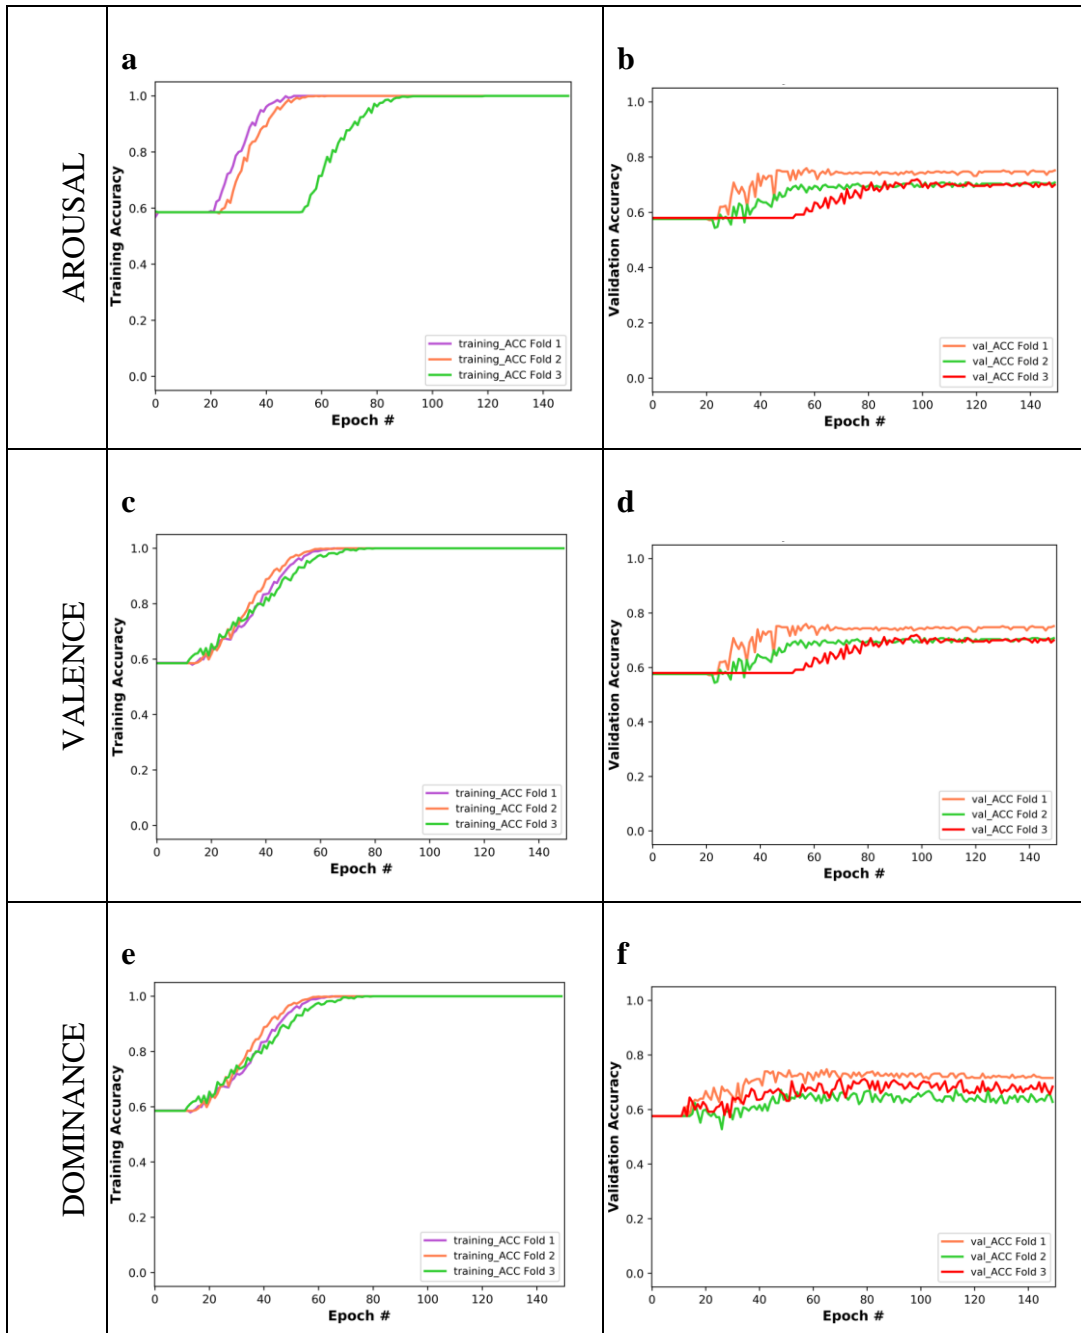 AROUSAL
a
1.0
0.8
0.6
0.4
0.2
0.0
Training Accuracy
training_ACC Fold 1
training_ACC Fold 2
training_ACC Fold 3
0 20 40 60 80 100 120 140
Epoch #
b
1.0
0.8
0.6
0.4
0.2
0.0
Validation Accuracy
val_ACC Fold 1
val_ACC Fold 2
val_ACC Fold 3
0 20 40 60 80 100 120 140
Epoch #
VALENCE
c
1.0
0.8
0.6
0.4
0.2
0.0
Training Accuracy
training_ACC Fold 1
training_ACC Fold 2
training_ACC Fold 3
0 20 40 60 80 100 120 140
Epoch #
d
1.0
0.8
0.6
0.4
0.2
0.0
Validation Accuracy
val_ACC Fold 1
val_ACC Fold 2
val_ACC Fold 3
0 20 40 60 80 100 120 140
Epoch #
DOMINANCE
e
1.0
0.8
0.6
0.4
0.2
0.0
Training Accuracy
training_ACC Fold 1
training_ACC Fold 2
training_ACC Fold 3
0 20 40 60 80 100 120 140
Epoch #
f
1.0
0.8
0.6
0.4
0.2
0.0
Validation Accuracy
val_ACC Fold 1
val_ACC Fold 2
val_ACC Fold 3
0 20 40 60 80 100 120 140
Epoch #